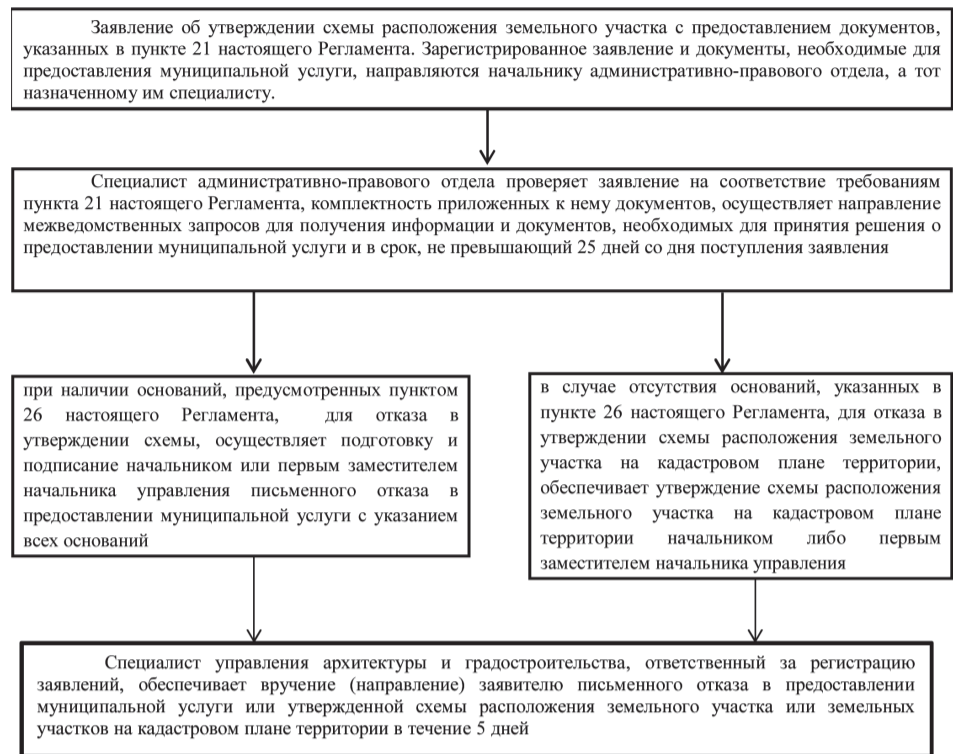 Заявление об утверждении схемы расположения земельного участка с предоставлением документов,
указанных в пункте 21 настоящего Регламента. Зарегистрированное заявление и документы, необходимые для
предоставления муниципальной услуги, направляются начальнику административно-правового отдела, а тот
назначенному им специалисту.
Специалист административно-правового отдела проверяет заявление на соответствие требованиям
пункта 21 настоящего Регламента, комплектность приложенных к нему документов, осуществляет направление
межведомственных запросов для получения информации и документов, необходимых для принятия решения о
предоставлении муниципальной услуги и в срок, не превышающий 25 дней со дня поступления заявления
при наличии оснований, предусмотренных пунктом
26 настоящего Регламента, для отказа в
утверждении схемы, осуществляет подготовку и
подписание начальником или первым заместителем
начальника управления письменного отказа в
предоставлении муниципальной услуги с указанием
всех оснований
в случае отсутствия оснований, указанных в
пункте 26 настоящего Регламента, для отказа в
утверждении схемы расположения земельного
участка на кадастровом плане территории,
обеспечивает утверждение схемы расположения
земельного участка на кадастровом плане
территории начальником либо первым
заместителем начальника управления
Специалист управления архитектуры и градостроительства, ответственный за регистрацию
заявлений, обеспечивает вручение (направление) заявителю письменного отказа в предоставлении
муниципальной услуги или утвержденной схемы расположения земельного участка или земельных
участков на кадастровом плане территории в течение 5 дней